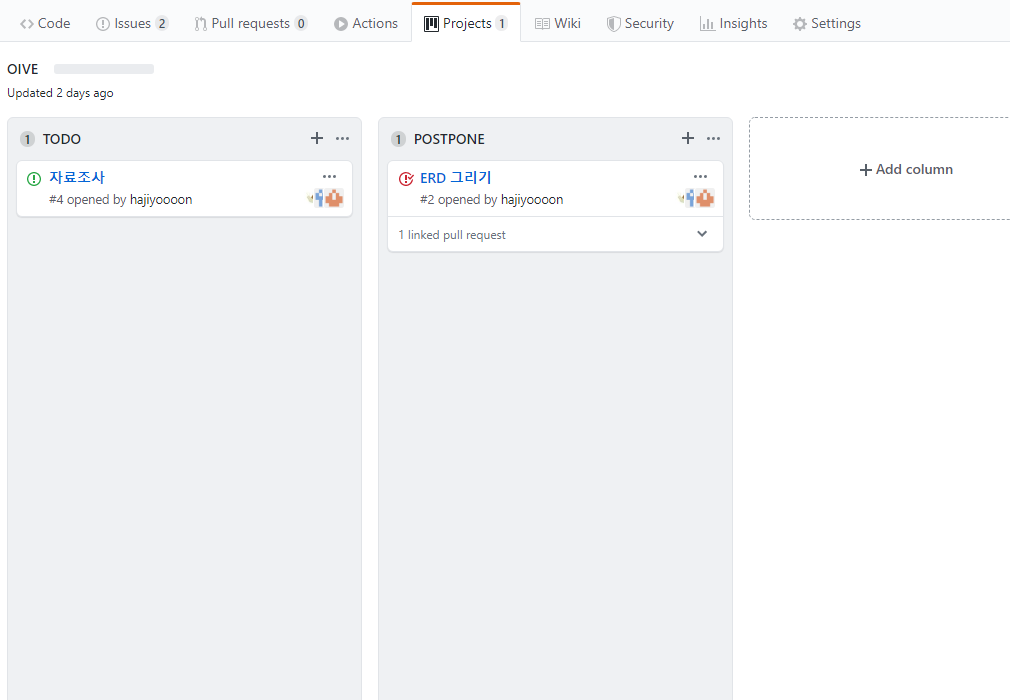 Code Issues 2 Pull requests 0 Actions Projects 1 Wiki Security Insights Settings
OIVE
Updated 2 days ago
1 TODO
자료조사
#4 opened by hajiyoooon
1 POSTPONE
ERD 그리기
#2 opened by hajiyoooon
1 linked pull request
Add column